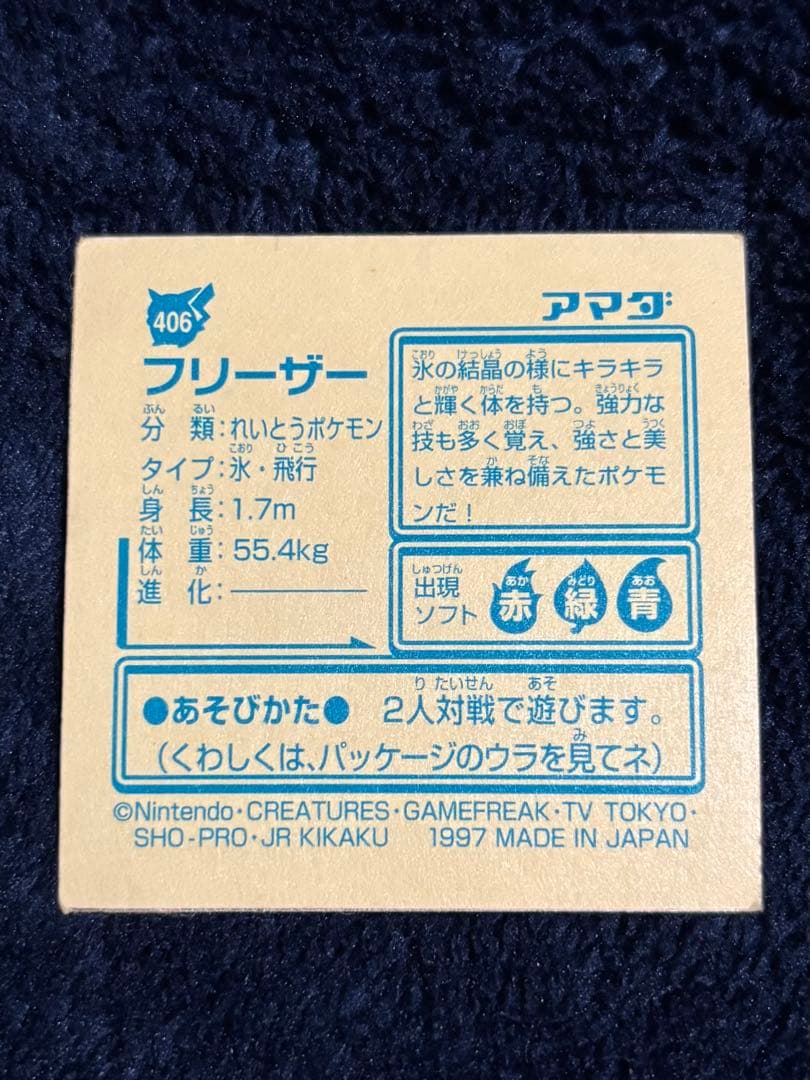 406
アマダ
フリーザー
分類:れいとうポケモン
タイプ:氷・飛行
身長:1.7m
体重:55.4kg
進化:————
氷の結晶の様にキラキラ
と輝く体を持つ。強力な
技も多く覚え、強さと美
しさを兼ね備えたポケモ
ンだ！
出現
ソフト
赤 緑 青
●あそびかた● 2人対戦で遊びます。
(くわしくは、パッケージのウラを見てネ)
©Nintendo・CREATURES・GAMEFREAK・TV TOKYO・
SHO-PRO・JR KIKAKU 1997 MADE IN JAPAN